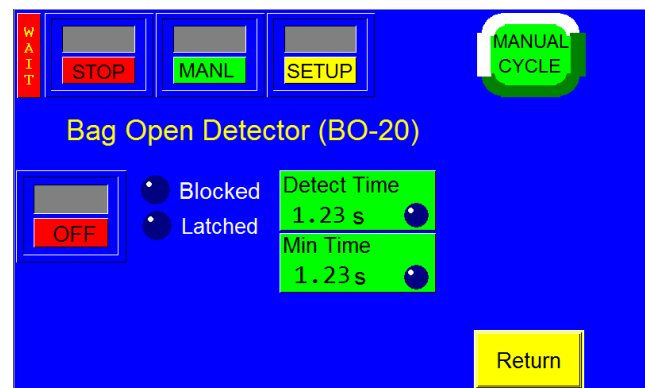 WAIT
STOP
MANL
SETUP
MANUAL
CYCLE
Bag Open Detector (BO-20)
OFF
Blocked
Latched
Detect Time
1.23 s
Min Time
1.23 s
Return